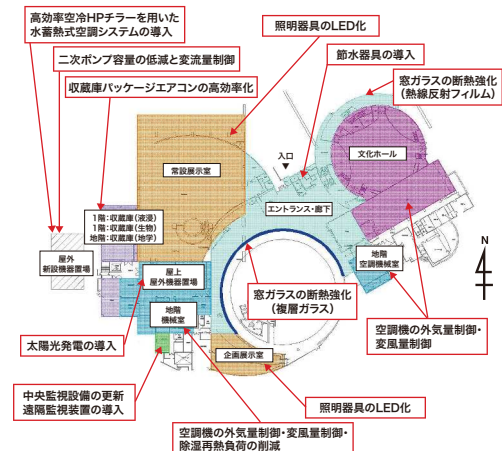 高効率空冷HPチラーを用いた
水蓄熱式空調システムの導入
照明器具のLED化
二次ポンプ容量の低減と変流量制御
節水器具の導入
収蔵庫パッケージエアコンの高効率化
窓ガラスの断熱強化
(熱線反射フィルム)
入口
文化ホール
常設展示室
エントランス・廊下
1階:収蔵庫(液浸)
1階:収蔵庫(生物)
地階:収蔵庫(地学)
地階
空調機械室
N
屋外
新設機器置場
屋上
屋外機器置場
地階
機械室
窓ガラスの断熱強化
(複層ガラス)
空調機の外気量制御・
変風量制御
太陽光発電の導入
企画展示室
中央監視設備の更新
遠隔監視装置の導入
照明器具のLED化
空調機の外気量制御・変風量制御・
除湿再熱負荷の削減